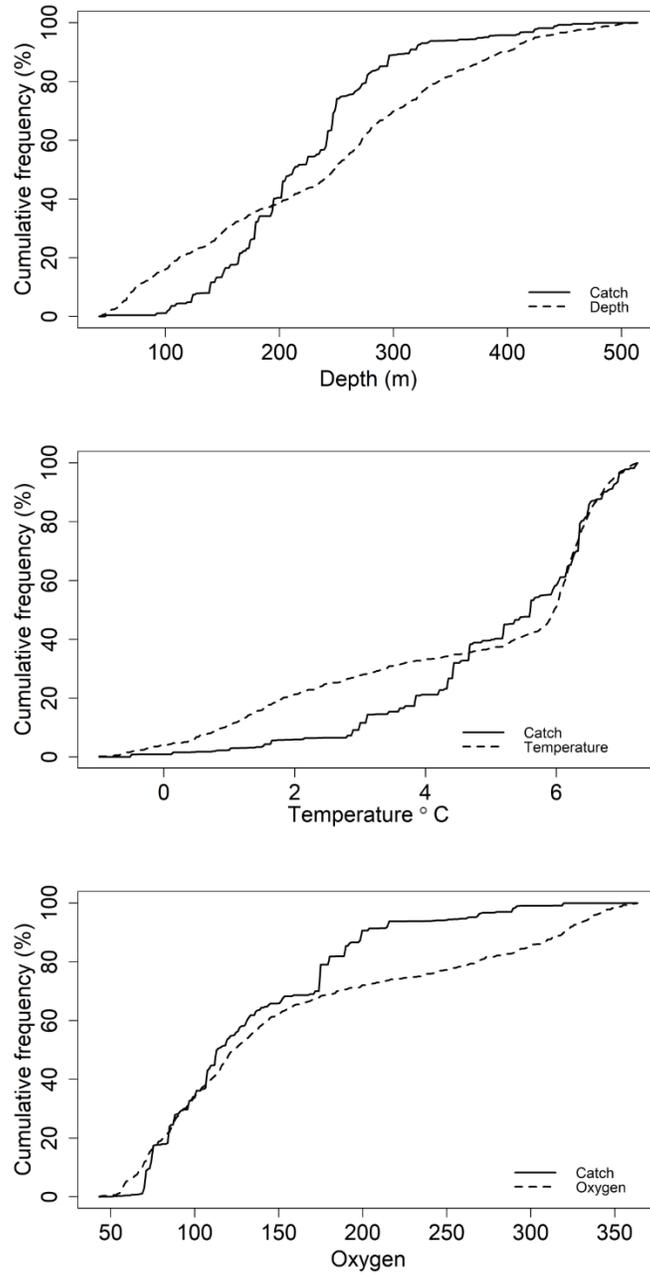 Cumulative frequency (%)
100
80
60
40
20
0
Catch
Depth
100 200 300 400 500
Depth (m)
Cumulative frequency (%)
100
80
60
40
20
0
Catch
Temperature
0 2 4 6
Temperature ° C
Cumulative frequency (%)
100
80
60
40
20
0
Catch
Oxygen
50 100 150 200 250 300 350
Oxygen